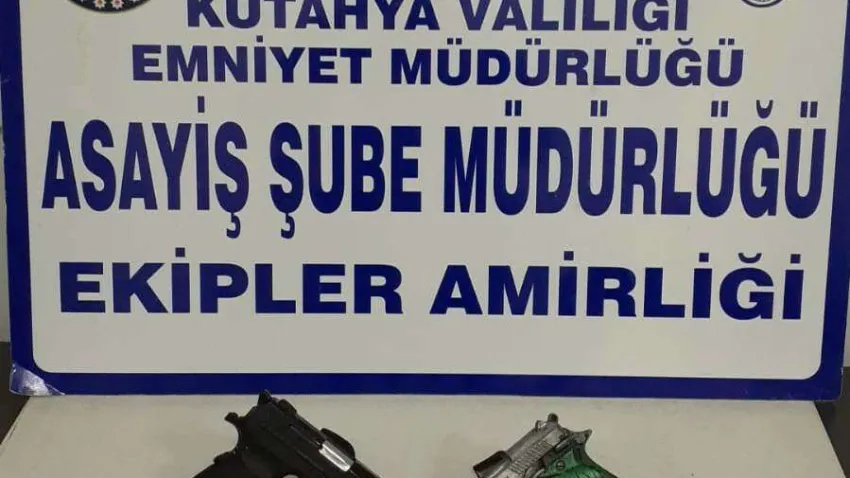 KÜTAHYA VALİLİĞİ
EMNİYET MÜDÜRLÜĞÜ
ASAYİŞ ŞUBE MÜDÜRLÜĞÜ
EKİPLER AMİRLİĞİ